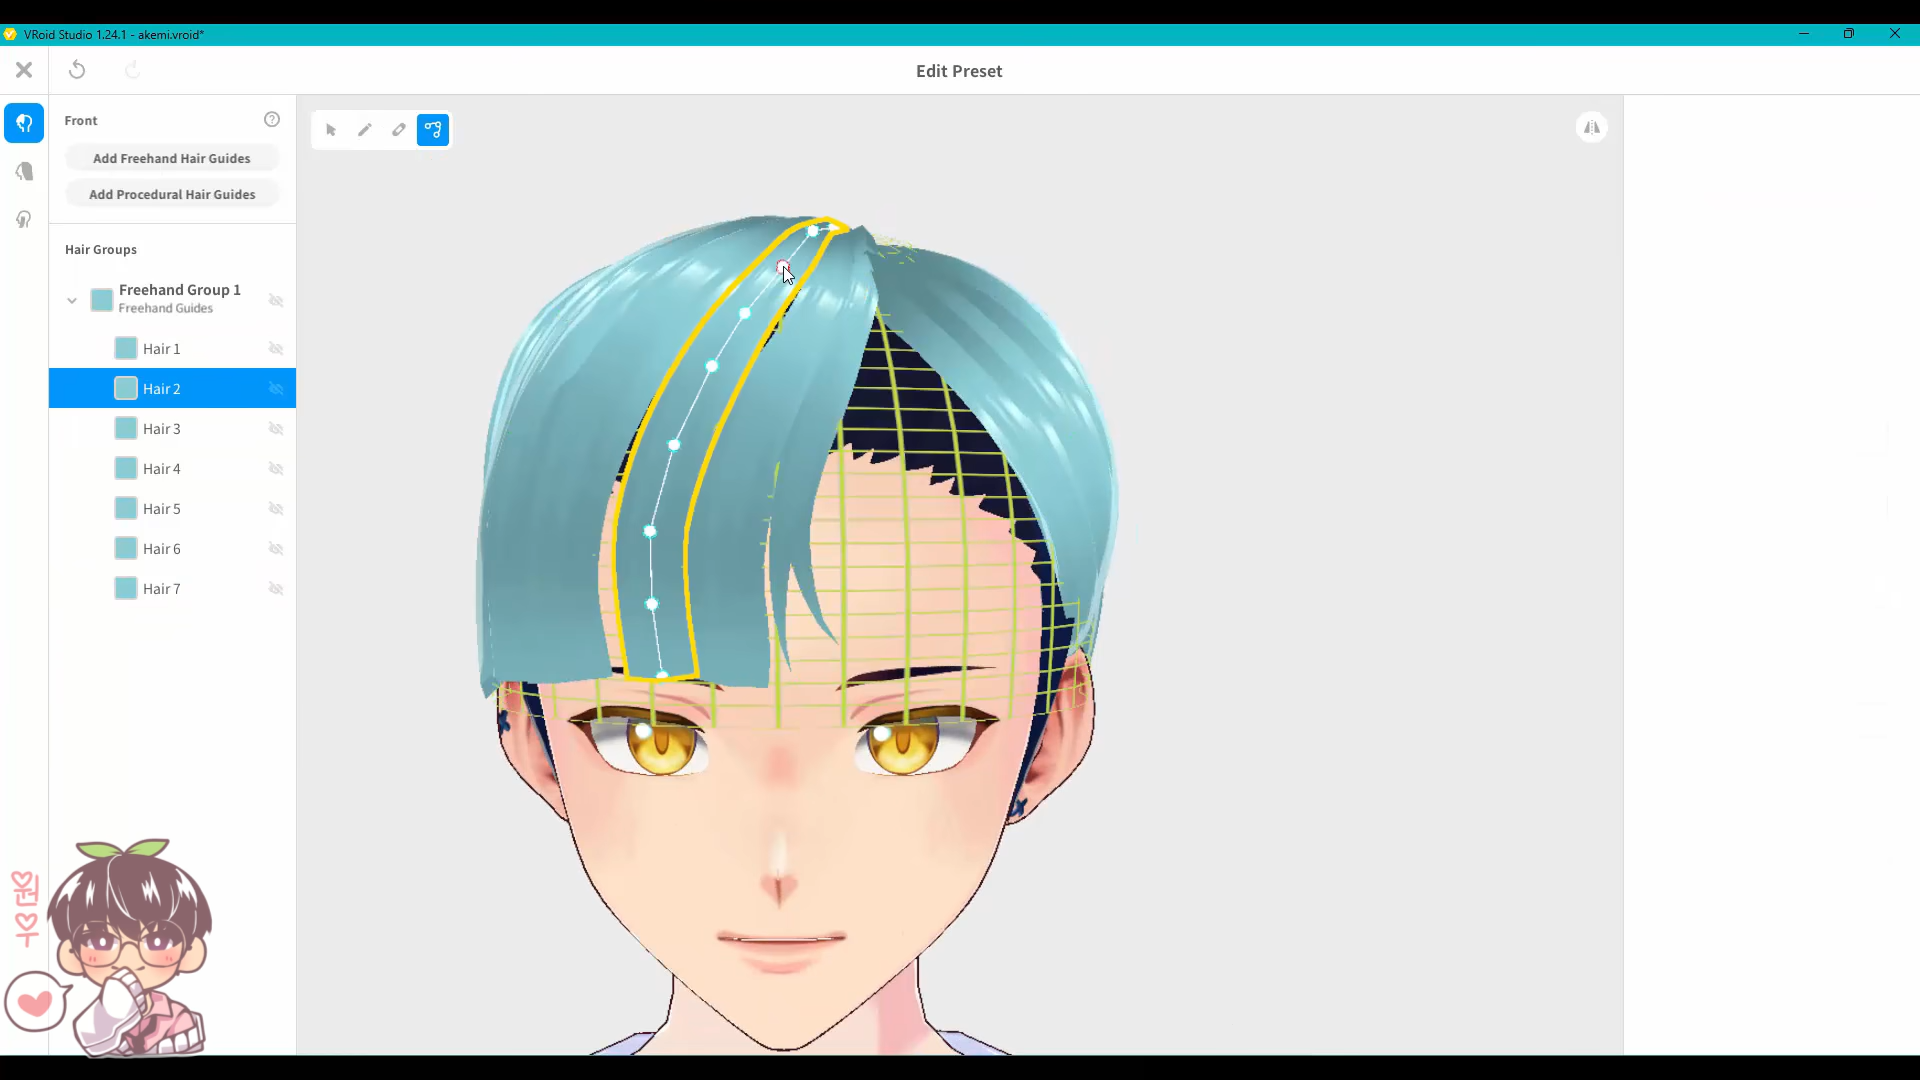 VRoid Studio 1.24.1 - akemi.vroid*
Edit Preset
Front
Add Freehand Hair Guides
Add Procedural Hair Guides
Hair Groups
Freehand Group 1
Freehand Guides
Hair 1
Hair 2
Hair 3
Hair 4
Hair 5
Hair 6
Hair 7